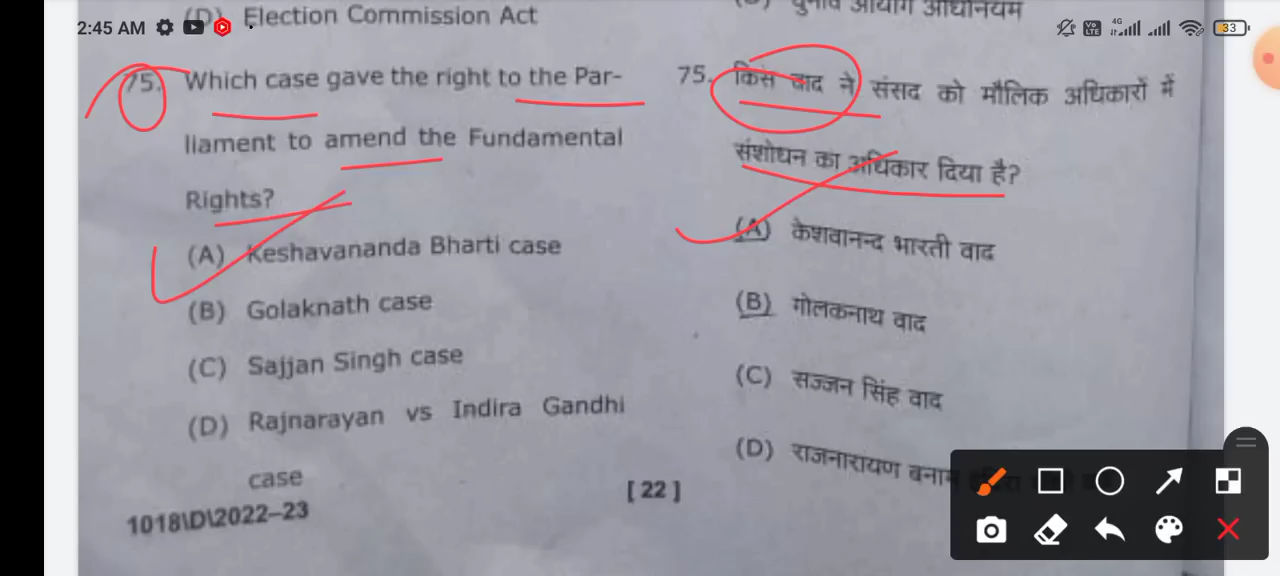 2:45 AM
4G
33
(D) Election Commission Act
75. Which case gave the right to the Par-
liament to amend the Fundamental
Rights?
(A) Keshavananda Bharti case
(B) Golaknath case
(C) Sajjan Singh case
(D) Rajnarayan vs Indira Gandhi
case
1018\D\2022–23
[ 22 ]
चुनाव आयोग अधिनियम
75. किस वाद ने संसद को मौलिक अधिकारों में
संशोधन का अधिकार दिया है?
(A) केशवानन्द भारती वाद
(B) गोलकनाथ वाद
(C) सज्जन सिंह वाद
(D) राजनारायण बनाम